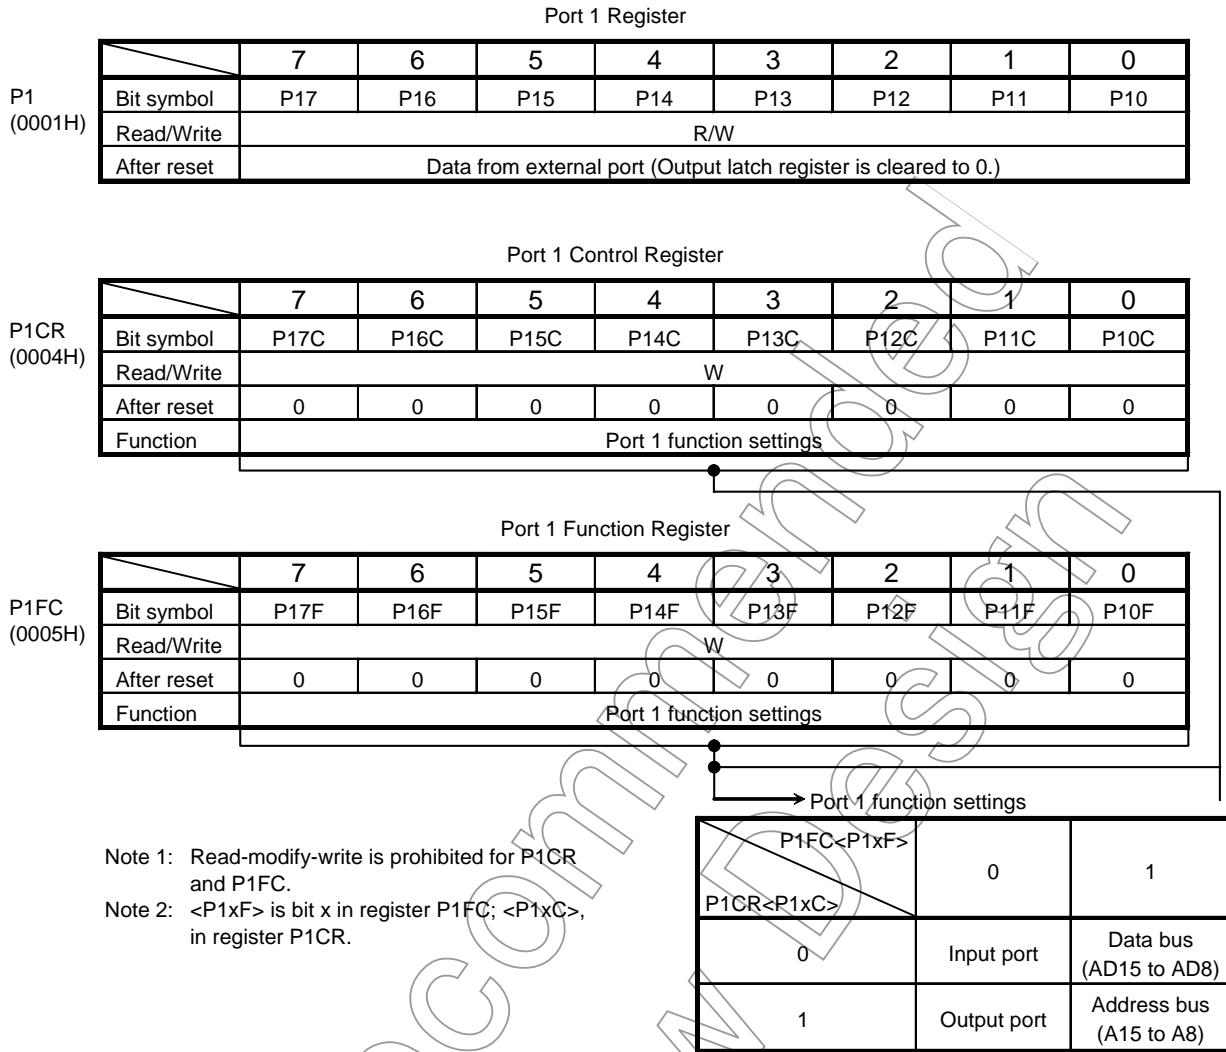 Port 1 Register
7 6 5 4 3 2 1 0
P1
(0001H)
Bit symbol P17 P16 P15 P14 P13 P12 P11 P10
Read/Write R/W
After reset Data from external port (Output latch register is cleared to 0.)
Port 1 Control Register
7 6 5 4 3 2 1 0
P1CR
(0004H)
Bit symbol P17C P16C P15C P14C P13C P12C P11C P10C
Read/Write W
After reset 0 0 0 0 0 0 0 0
Function Port 1 function settings
Port 1 Function Register
7 6 5 4 3 2 1 0
P1FC
(0005H)
Bit symbol P17F P16F P15F P14F P13F P12F P11F P10F
Read/Write W
After reset 0 0 0 0 0 0 0 0
Function Port 1 function settings
Port 1 function settings
P1FC<P1xF>
P1CR<P1xC>
0 1
0 Input port Data bus
(AD15 to AD8)
1 Output port Address bus
(A15 to A8)
Note 1: Read-modify-write is prohibited for P1CR
and P1FC.
Note 2: <P1xF> is bit x in register P1FC; <P1xC>,
in register P1CR.